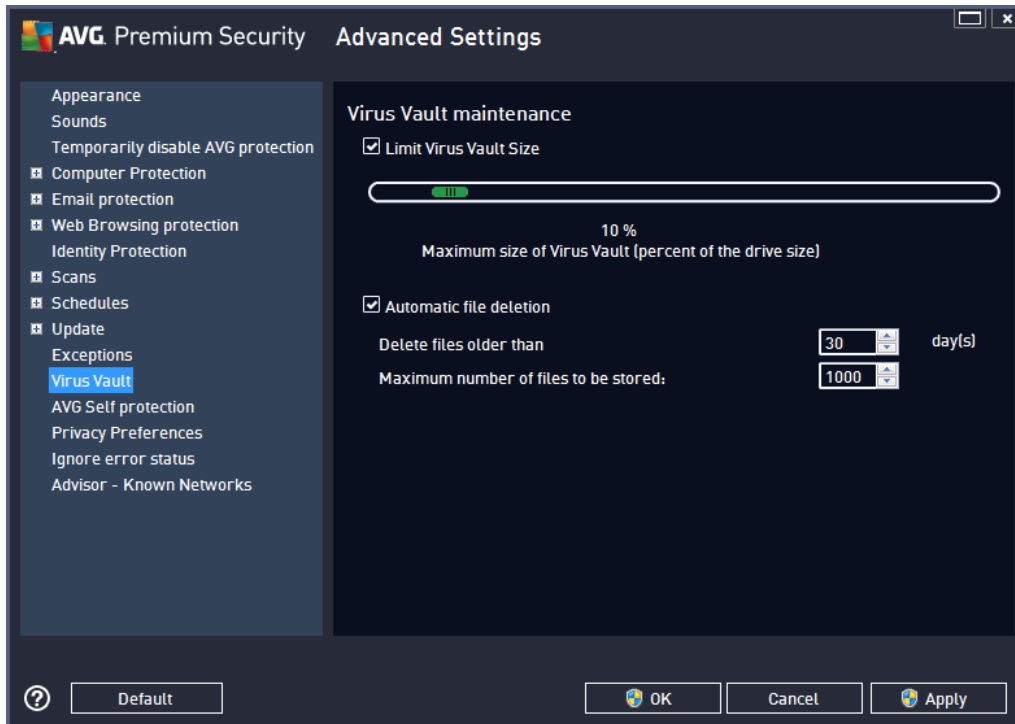 AVG. Premium Security Advanced Settings
Appearance
Sounds
Temporarily disable AVG protection
Computer Protection
Email protection
Web Browsing protection
Identity Protection
Scans
Schedules
Update
Exceptions
Virus Vault
AVG Self protection
Privacy Preferences
Ignore error status
Advisor - Known Networks
Virus Vault maintenance
Limit Virus Vault Size
10 %
Maximum size of Virus Vault (percent of the drive size)
Automatic file deletion
Delete files older than 30 day(s)
Maximum number of files to be stored: 1000
? Default OK Cancel Apply